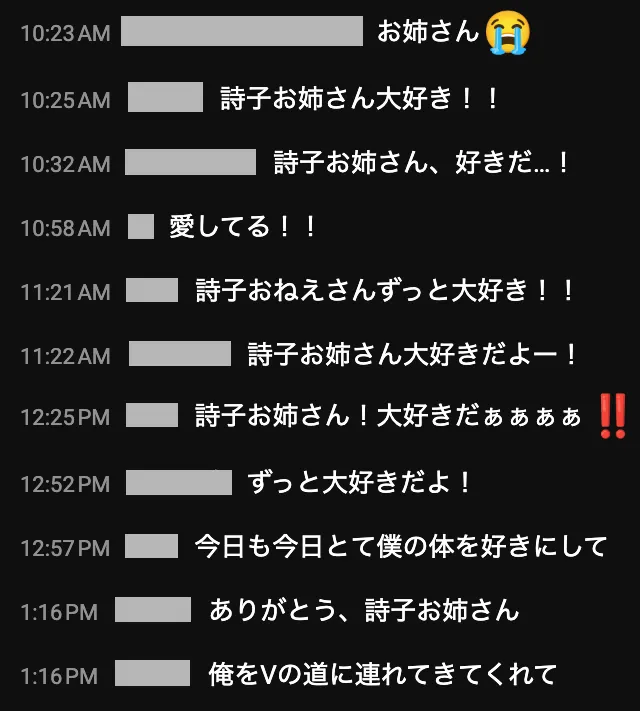 10:23 AM お姉さん😭
10:25 AM 詩子お姉さん大好き！！
10:32 AM 詩子お姉さん、好きだ…！
10:58 AM 愛してる！！
11:21 AM 詩子おねえさんずっと大好き！！
11:22 AM 詩子お姉さん大好きだよー！
12:25 PM 詩子お姉さん！大好きだぁぁぁぁ‼️
12:52 PM ずっと大好きだよ！
12:57 PM 今日も今日とて僕の体を好きにして
1:16 PM ありがとう、詩子お姉さん
1:16 PM 俺をVの道に連れてきてくれて